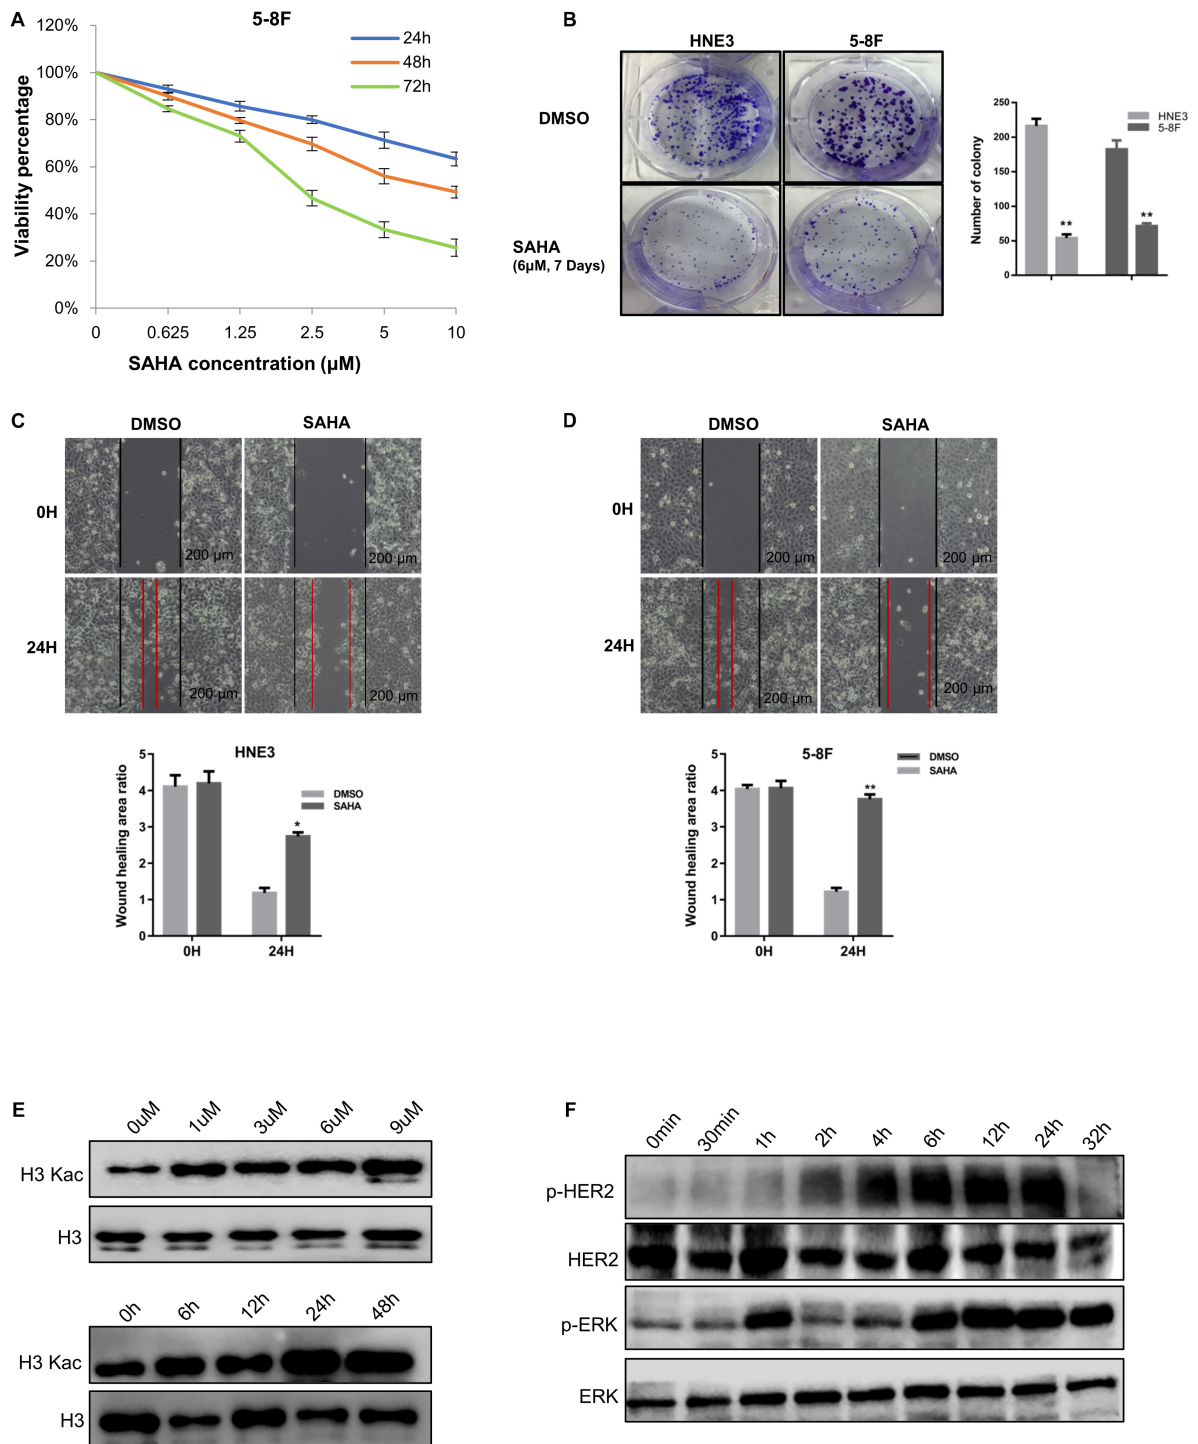 A
5-8F
120%
100%
80%
60%
40%
20%
0%
Viability percentage
24h
48h
72h
0 0.625 1.25 2.5 5 10
SAHA concentration (µM)
B
HNE3 5-8F
DMSO
SAHA
(6µM, 7 Days)
Number of colony
250
200
150
100
50
0
HNE3
5-8F
** **
C
DMSO SAHA
0H
200 µm 200 µm
24H
200 µm 200 µm
HNE3
Wound healing area ratio
5
4
3
2
1
0
DMSO
SAHA
*
0H 24H
D
DMSO SAHA
0H
200 µm 200 µm
24H
200 µm 200 µm
5-8F
Wound healing area ratio
5
4
3
2
1
0
DMSO
SAHA
**
0H 24H
E
0uM 1uM 3uM 6uM 9uM
H3 Kac
H3
0h 6h 12h 24h 48h
H3 Kac
H3
F
0min 30min 1h 2h 4h 6h 12h 24h 32h
p-HER2
HER2
p-ERK
ERK